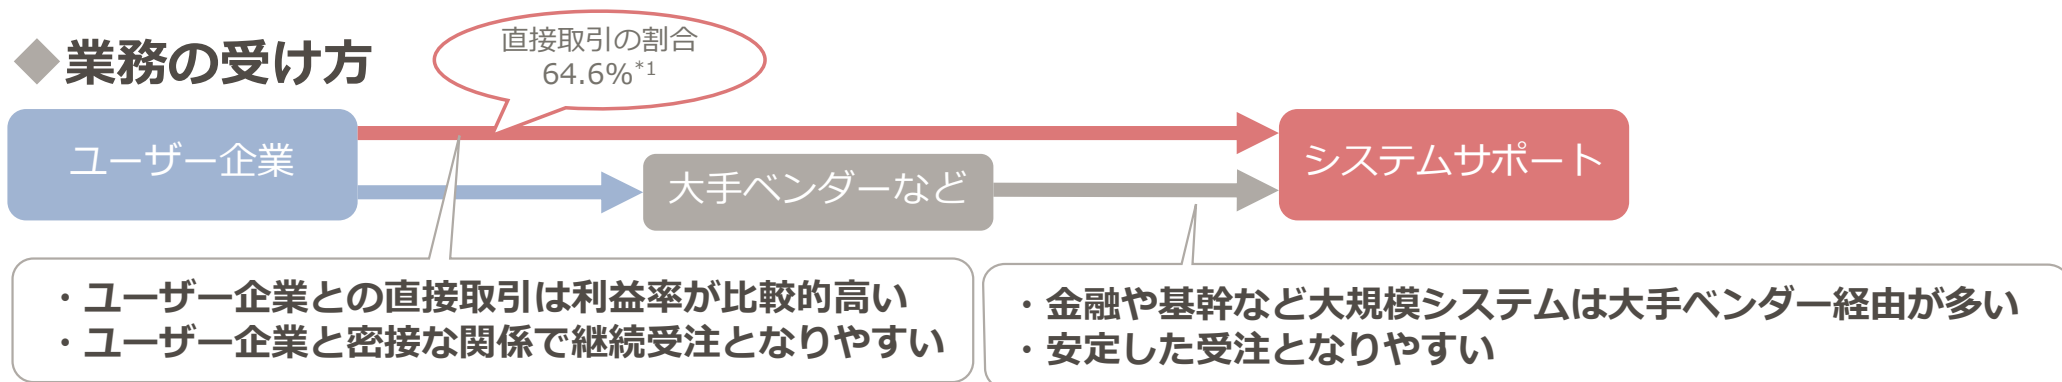 ◆業務の受け方
直接取引の割合
64.6%*1
ユーザー企業
大手ベンダーなど
システムサポート
・ユーザー企業との直接取引は利益率が比較的高い
・ユーザー企業と密接な関係で継続受注となりやすい
・金融や基幹など大規模システムは大手ベンダー経由が多い
・安定した受注となりやすい